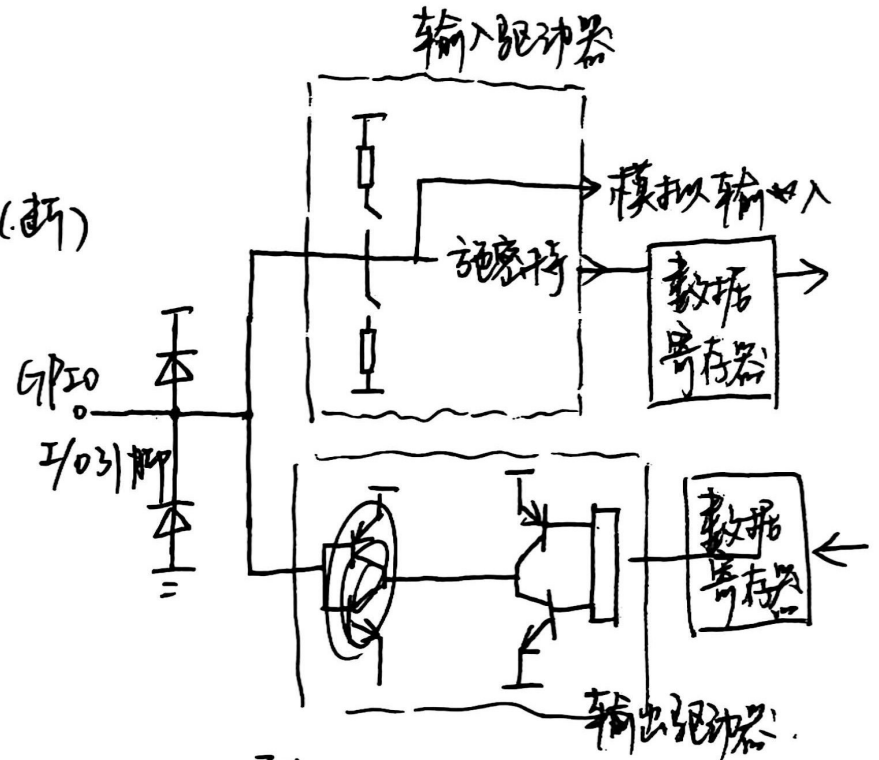 输入驱动器
模拟输入
(断)
施密特
数据
寄存器
GPIO
I/O引脚
数据
寄存器
输出驱动器.